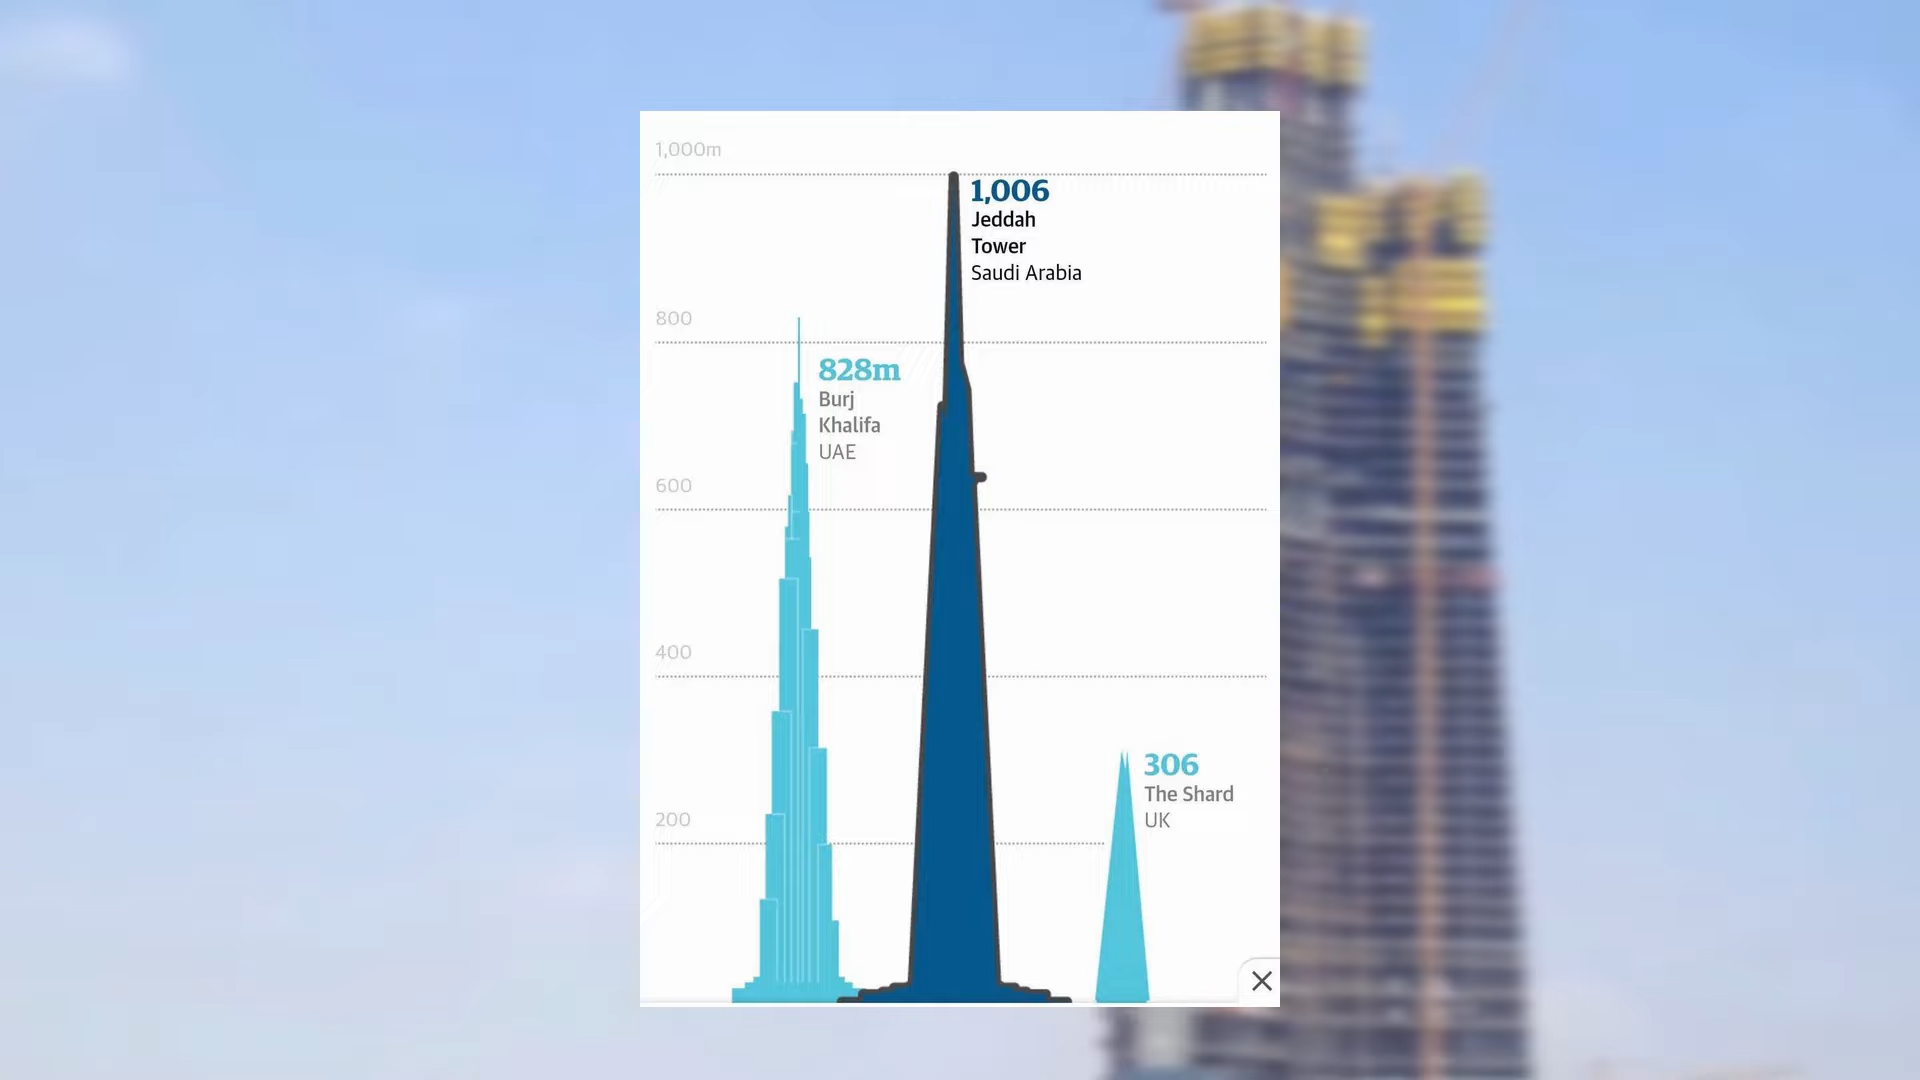 1,000m
1,006
Jeddah
Tower
Saudi Arabia
800
828m
Burj
Khalifa
UAE
600
400
306
The Shard
UK
200